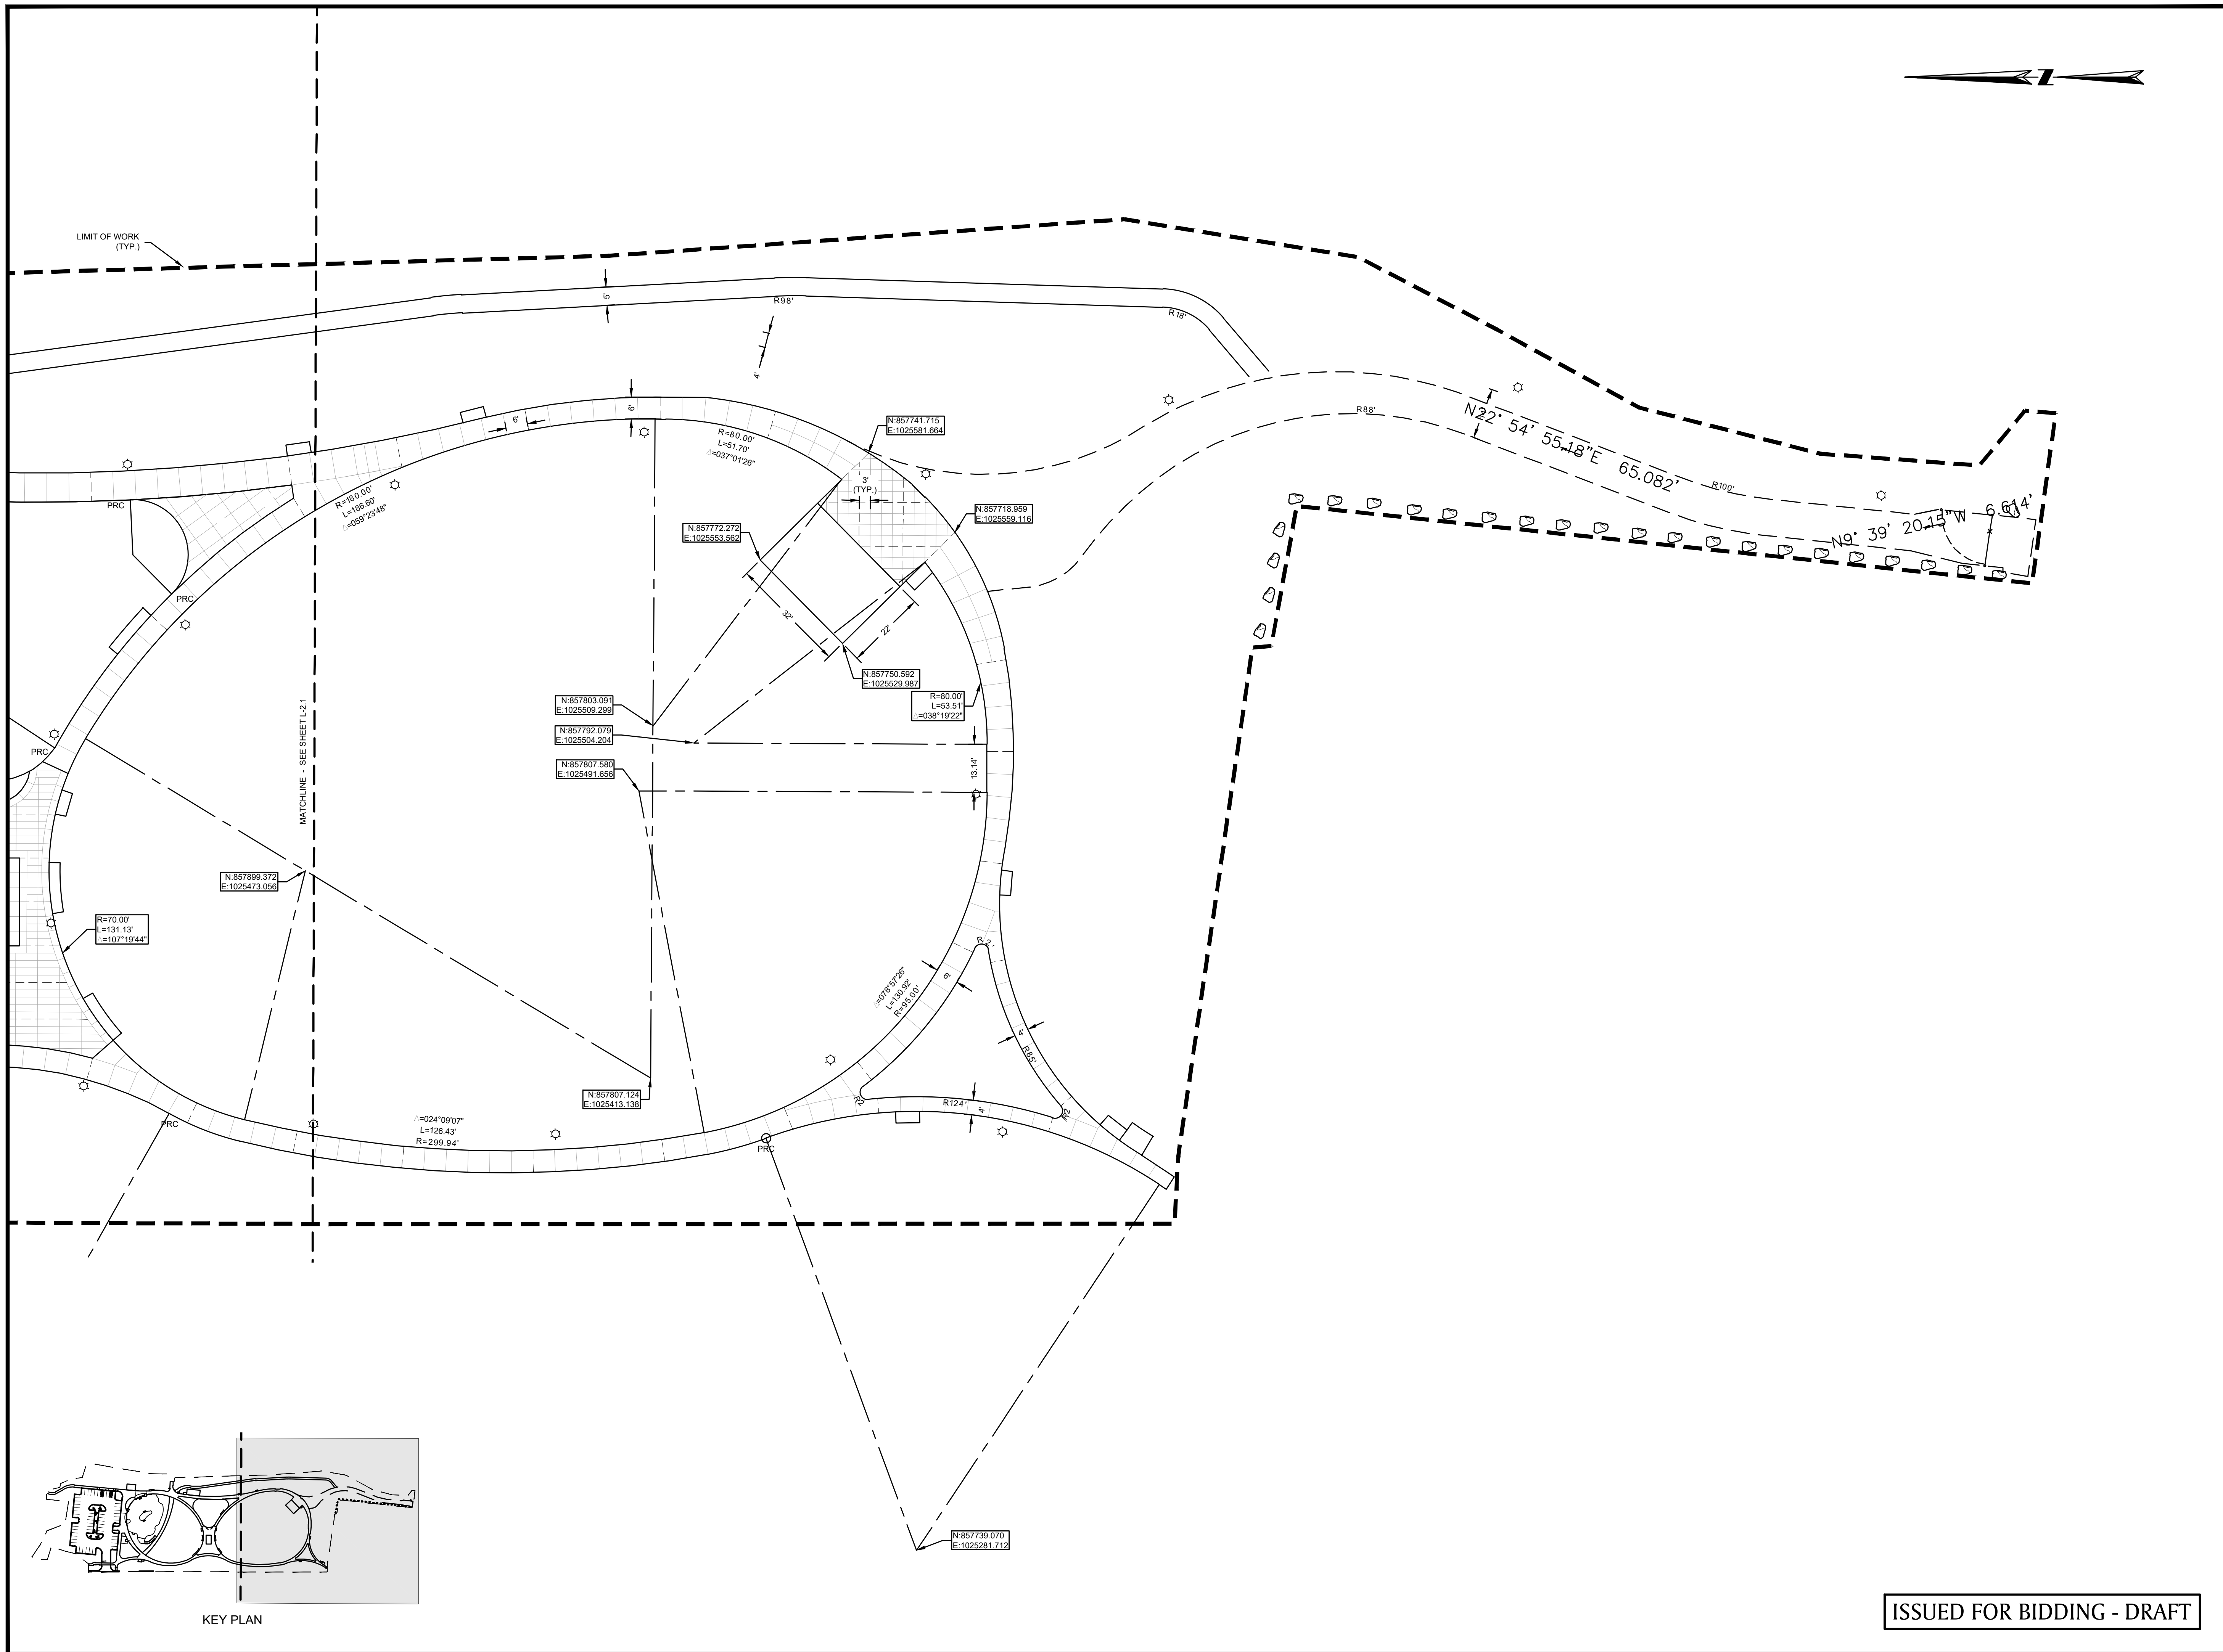 Z
LIMIT OF WORK
(TYP.)
5'
R98'
R18'
4'
6'
6'
N:857741.715
E:1025581.664
R=80.00'
L=51.70'
△=037°01'26"
R88'
N22° 54' 55.18"E 65.082'
R100'
N9° 39' 20.15"W 6.614'
3'
(TYP.)
PRC
R=180.00'
L=186.60'
△=059°23'48"
N:857718.959
E:1025559.116
N:857772.272
E:1025553.562
PRC
32'
22'
N:857750.592
E:1025529.987
R=80.00'
L=53.51'
△=038°19'22"
N:857803.091
E:1025509.299
N:857792.079
E:1025504.204
PRC
MATCHLINE - SEE SHEET L-2.1
N:857807.580
E:1025491.656
13.14'
N:857899.372
E:1025473.056
R=70.00'
L=131.13'
△=107°19'44"
R2'
6'
△=078°57'26"
L=130.92'
R=95.00'
4'
R85'
N:857807.124
E:1025413.138
R2'
R124'
4'
R2'
△=024°09'07"
L=126.43'
R=299.94'
PRC
PRC
N:857739.070
E:1025281.712
KEY PLAN
ISSUED FOR BIDDING - DRAFT